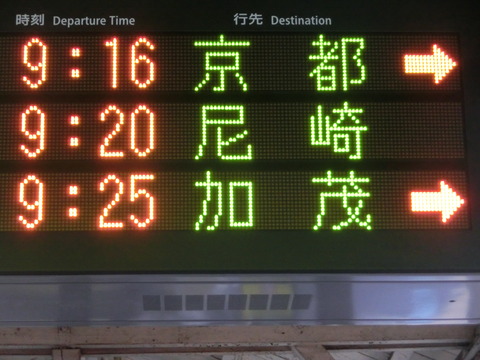 時刻 Departure Time 行先 Destination
9:16 京都 →
9:20 尼崎
9:25 加茂 →